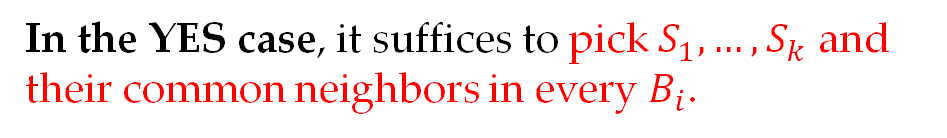 In the YES case, it suffices to pick S₁, … , Sₖ and
their common neighbors in every Bᵢ.